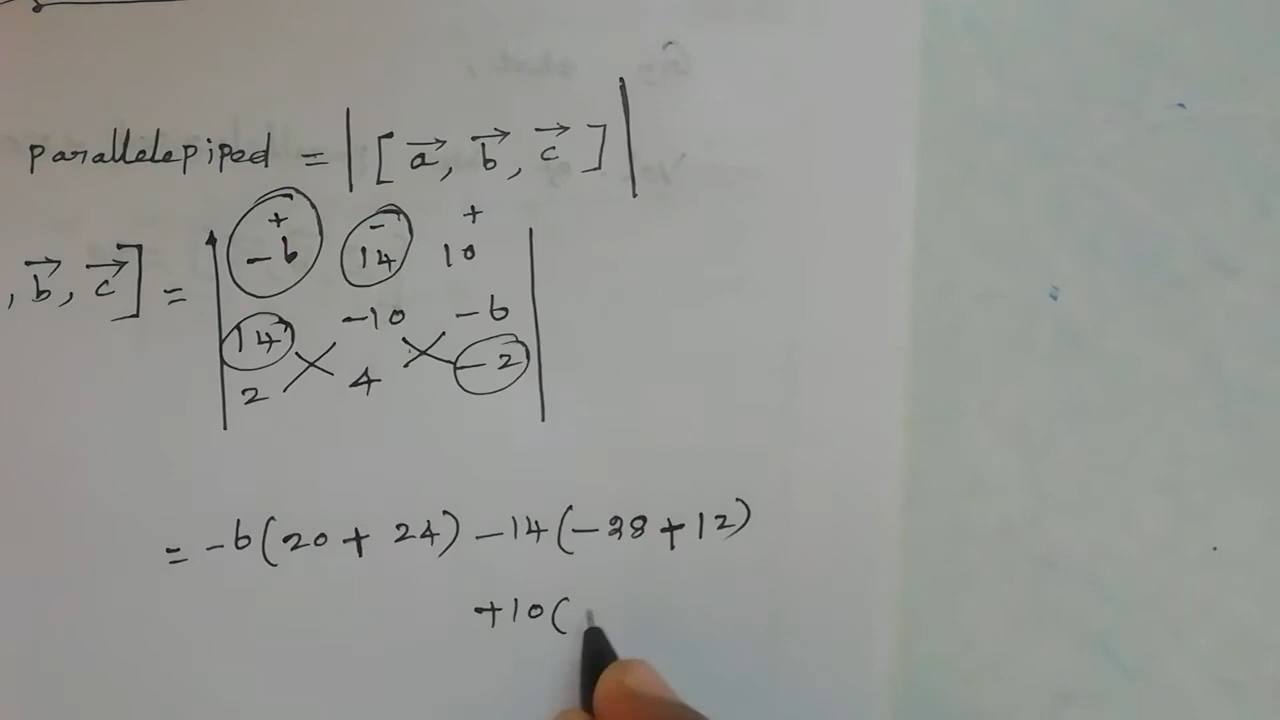 parallelepiped = |[a⃗, b⃗, c⃗]|
, b⃗, c⃗] =
+ - +
-6 14 10
14 -10 -6
2 4 -2
= -6(20 + 24) -14(-28 + 12)
+10(